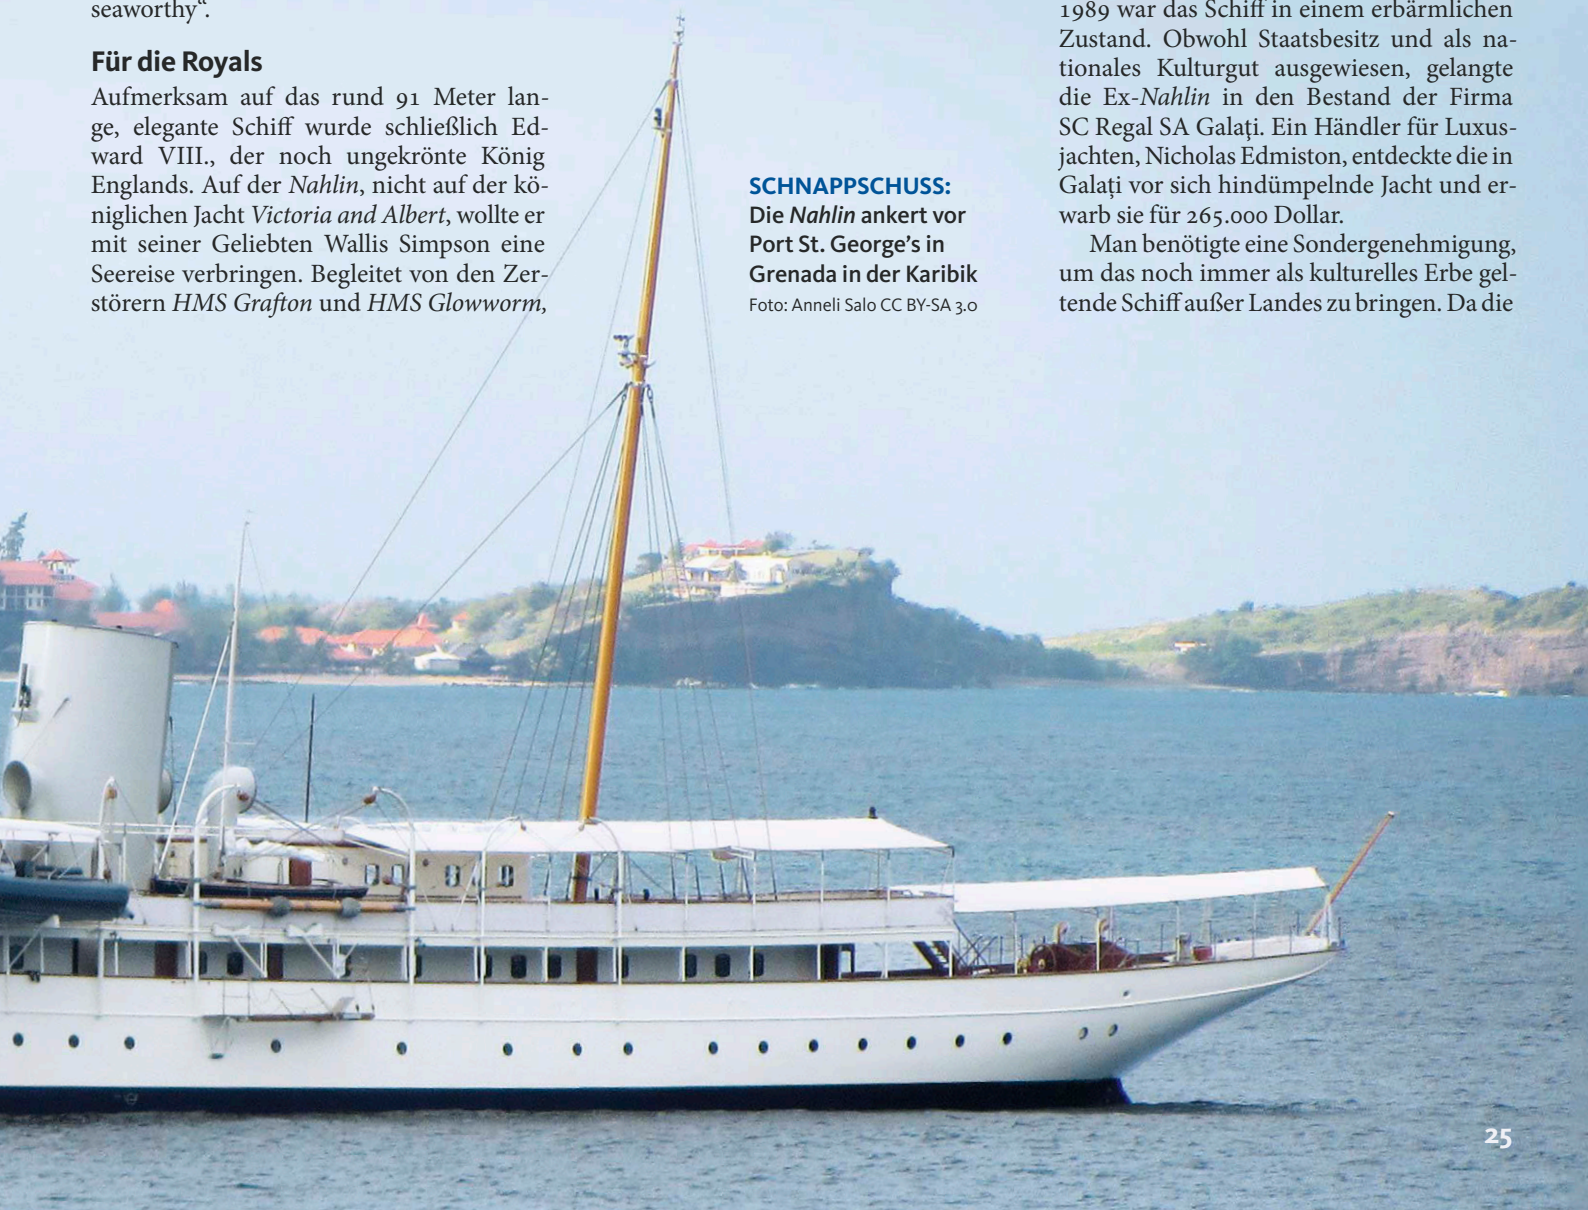 seaworthy“.
Für die Royals
Aufmerksam auf das rund 91 Meter lan-
ge, elegante Schiff wurde schließlich Ed-
ward VIII., der noch ungekrönte König
Englands. Auf der Nahlin, nicht auf der kö-
niglichen Jacht Victoria and Albert, wollte er
mit seiner Geliebten Wallis Simpson eine
Seereise verbringen. Begleitet von den Zer-
störern HMS Grafton und HMS Glowworm,
SCHNAPPSCHUSS:
Die Nahlin ankert vor
Port St. George’s in
Grenada in der Karibik
Foto: Anneli Salo CC BY-SA 3.0
1989 war das Schiff in einem erbärmlichen
Zustand. Obwohl Staatsbesitz und als na-
tionales Kulturgut ausgewiesen, gelangte
die Ex-Nahlin in den Bestand der Firma
SC Regal SA Galaţi. Ein Händler für Luxus-
jachten, Nicholas Edmiston, entdeckte die in
Galaţi vor sich hindümpelnde Jacht und er-
warb sie für 265.000 Dollar.
Man benötigte eine Sondergenehmigung,
um das noch immer als kulturelles Erbe gel-
tende Schiff außer Landes zu bringen. Da die
25